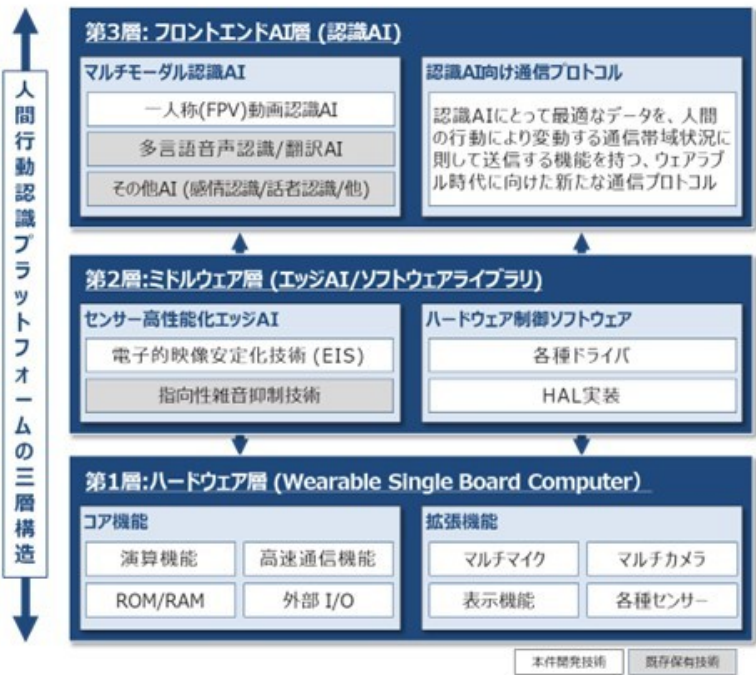 人間行動認識プラットフォームの三層構造
第3層: フロントエンドAI層 (認識AI)
マルチモーダル認識AI
一人称(FPV)動画認識AI
多言語音声認識/翻訳AI
その他AI (感情認識/話者認識/他)
認識AI向け通信プロトコル
認識AIにとって最適なデータを、人間
の行動により変動する通信帯域状況に
則して送信する機能を持つ、ウェアラブ
ル時代に向けた新たな通信プロトコル
第2層:ミドルウェア層 (エッジAI/ソフトウェアライブラリ)
センサー高性能化エッジAI
電子的映像安定化技術 (EIS)
指向性雑音抑制技術
ハードウェア制御ソフトウェア
各種ドライバ
HAL実装
第1層:ハードウェア層 (Wearable Single Board Computer)
コア機能
演算機能
高速通信機能
ROM/RAM
外部 I/O
拡張機能
マルチマイク
マルチカメラ
表示機能
各種センサー
本件開発技術
既存保有技術